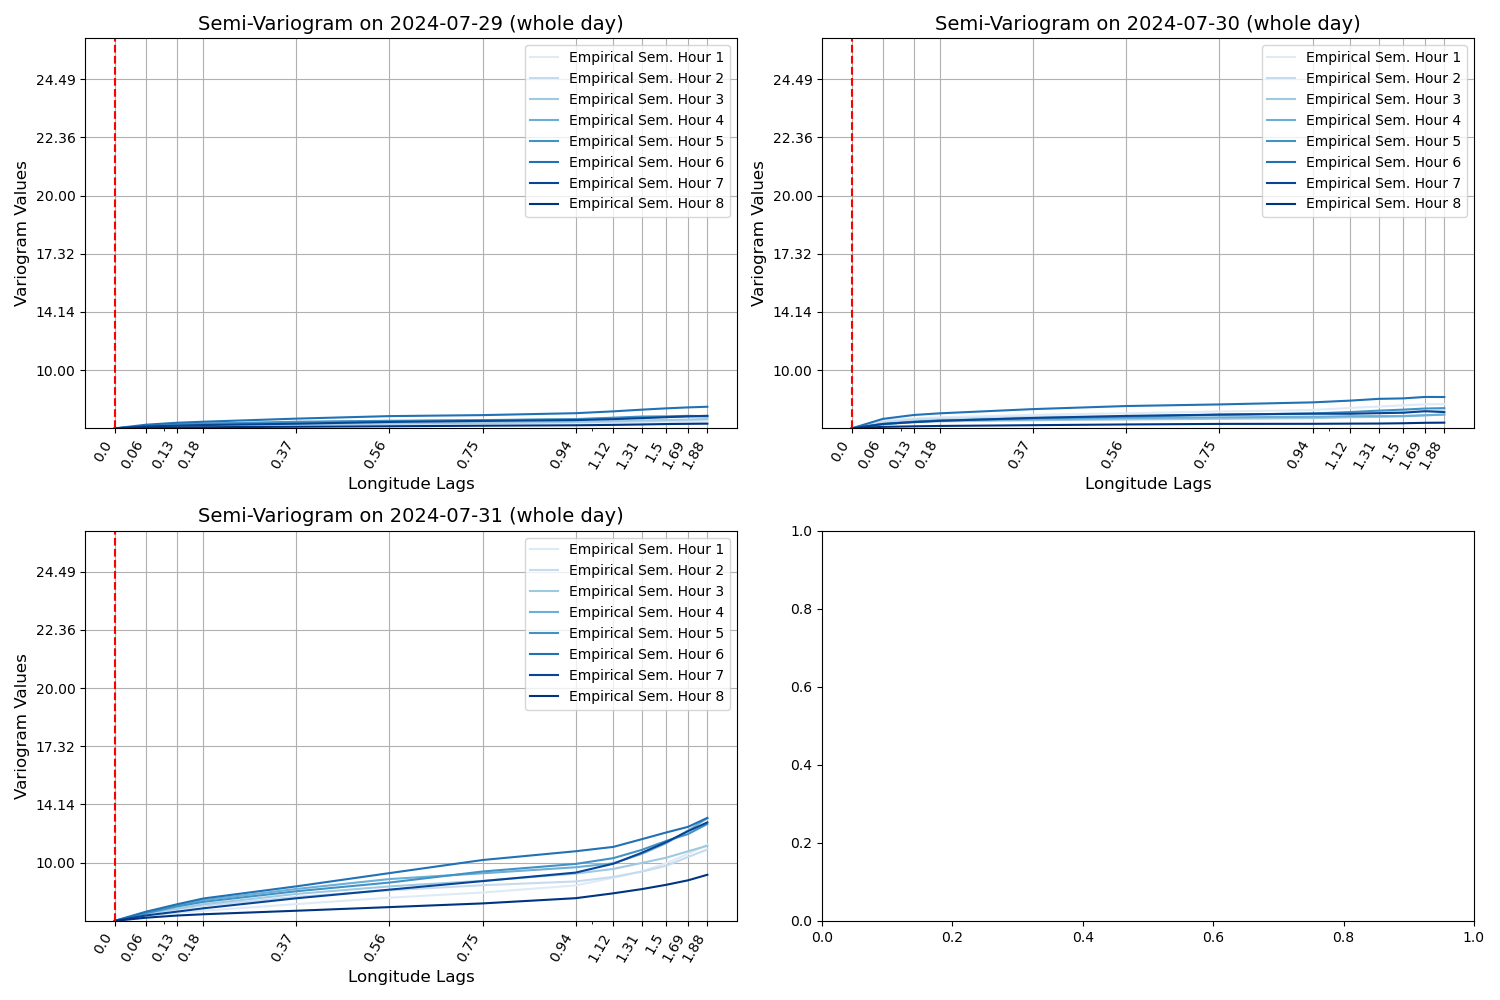 Semi-Variogram on 2024-07-29 (whole day)
Variogram Values
24.49
22.36
20.00
17.32
14.14
10.00
Empirical Sem. Hour 1
Empirical Sem. Hour 2
Empirical Sem. Hour 3
Empirical Sem. Hour 4
Empirical Sem. Hour 5
Empirical Sem. Hour 6
Empirical Sem. Hour 7
Empirical Sem. Hour 8
0.0 0.06 0.13 0.18 0.37 0.56 0.75 0.94 1.12 1.31 1.5 1.69 1.88
Longitude Lags
Semi-Variogram on 2024-07-30 (whole day)
Variogram Values
24.49
22.36
20.00
17.32
14.14
10.00
Empirical Sem. Hour 1
Empirical Sem. Hour 2
Empirical Sem. Hour 3
Empirical Sem. Hour 4
Empirical Sem. Hour 5
Empirical Sem. Hour 6
Empirical Sem. Hour 7
Empirical Sem. Hour 8
0.0 0.06 0.13 0.18 0.37 0.56 0.75 0.94 1.12 1.31 1.5 1.69 1.88
Longitude Lags
Semi-Variogram on 2024-07-31 (whole day)
Variogram Values
24.49
22.36
20.00
17.32
14.14
10.00
Empirical Sem. Hour 1
Empirical Sem. Hour 2
Empirical Sem. Hour 3
Empirical Sem. Hour 4
Empirical Sem. Hour 5
Empirical Sem. Hour 6
Empirical Sem. Hour 7
Empirical Sem. Hour 8
0.0 0.06 0.13 0.18 0.37 0.56 0.75 0.94 1.12 1.31 1.5 1.69 1.88
Longitude Lags
1.0
0.8
0.6
0.4
0.2
0.0
0.0 0.2 0.4 0.6 0.8 1.0